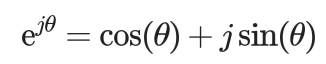 e^{jθ} = cos(θ) + j sin(θ)